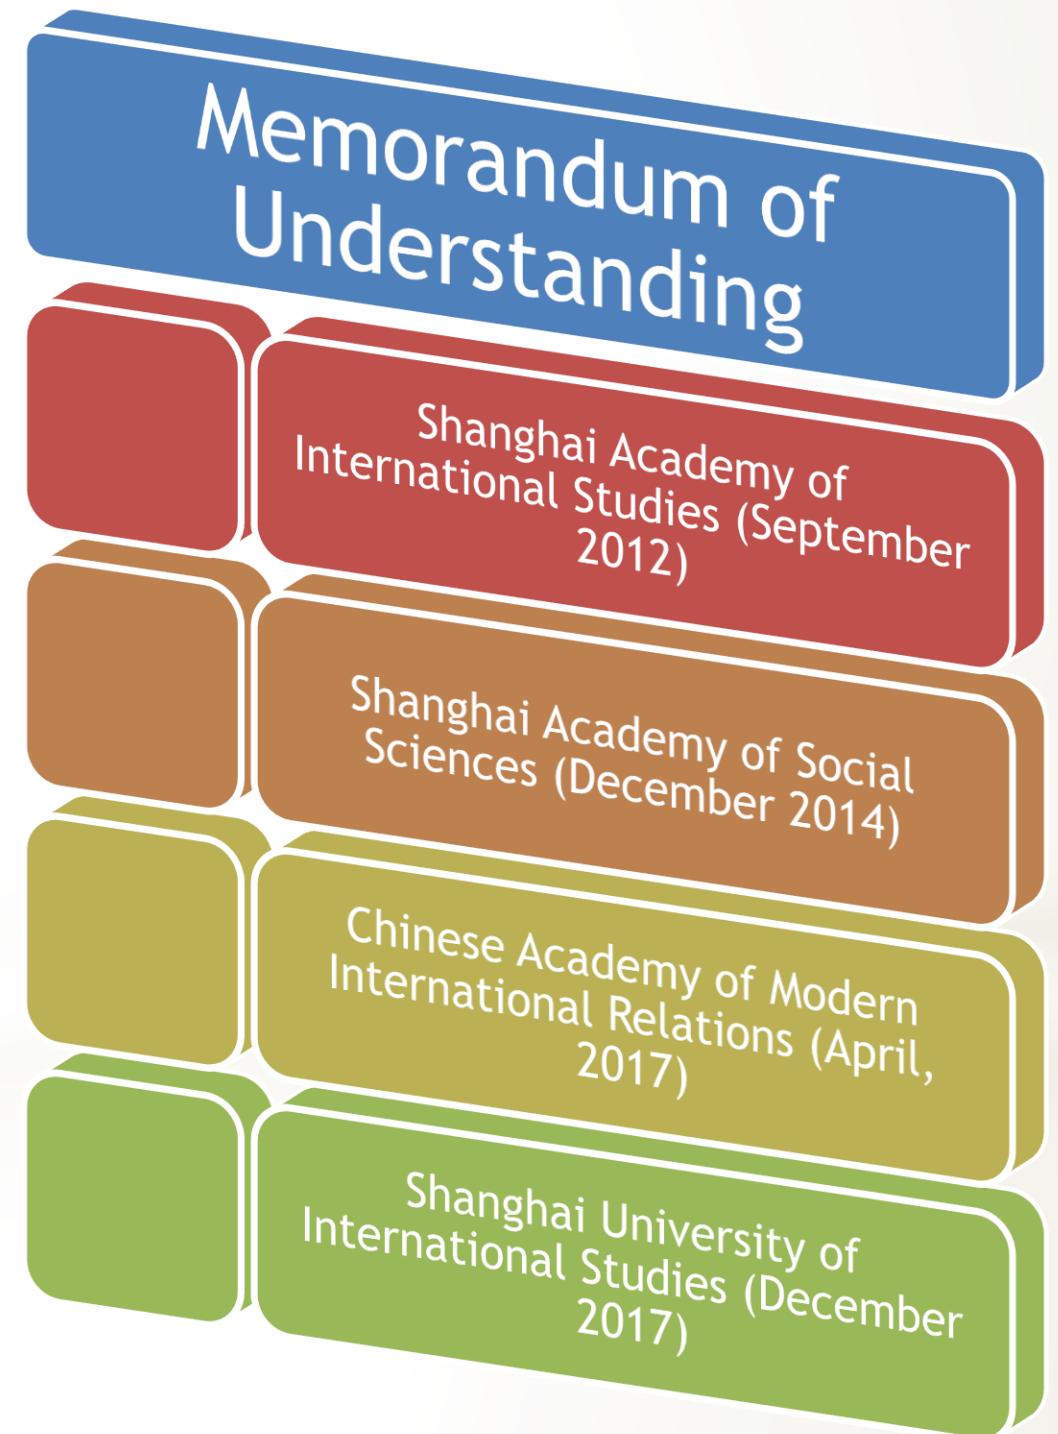 Memorandum of
Understanding
Shanghai Academy of
International Studies (September
2012)
Shanghai Academy of Social
Sciences (December 2014)
Chinese Academy of Modern
International Relations (April,
2017)
Shanghai University of
International Studies (December
2017)